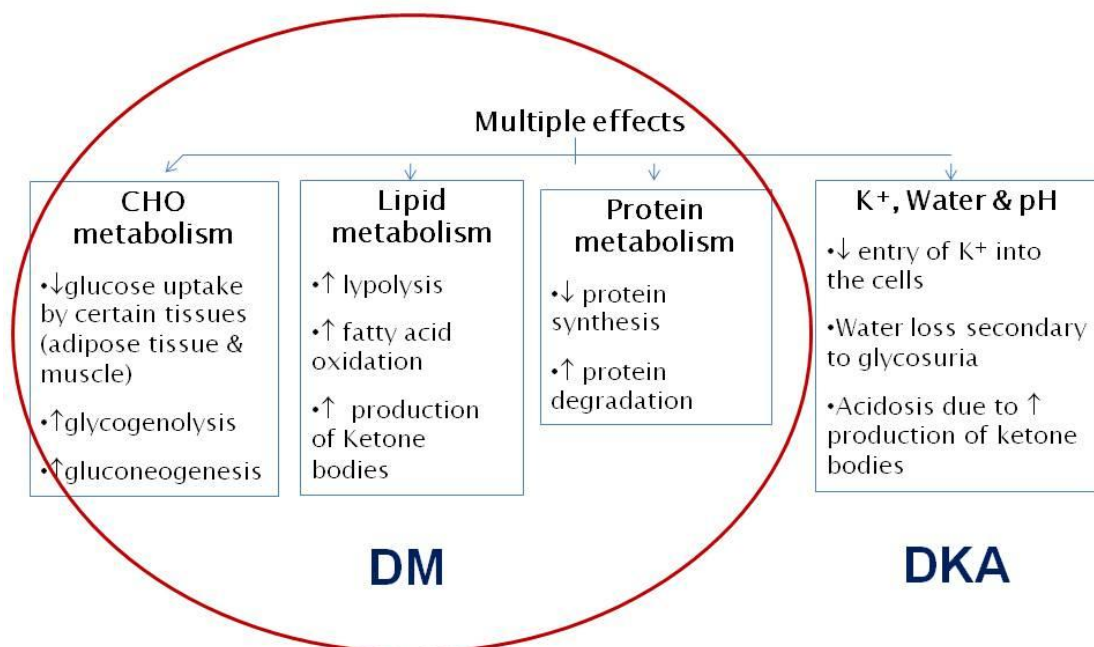 Multiple effects
CHO
metabolism
•↓glucose uptake
by certain tissues
(adipose tissue &
muscle)
•↑glycogenolysis
•↑gluconeogenesis
Lipid
metabolism
•↑ lypolysis
•↑ fatty acid
oxidation
•↑ production
of Ketone
bodies
Protein
metabolism
•↓ protein
synthesis
•↑ protein
degradation
K⁺, Water & pH
•↓ entry of K⁺ into
the cells
•Water loss secondary
to glycosuria
•Acidosis due to ↑
production of ketone
bodies
DM
DKA